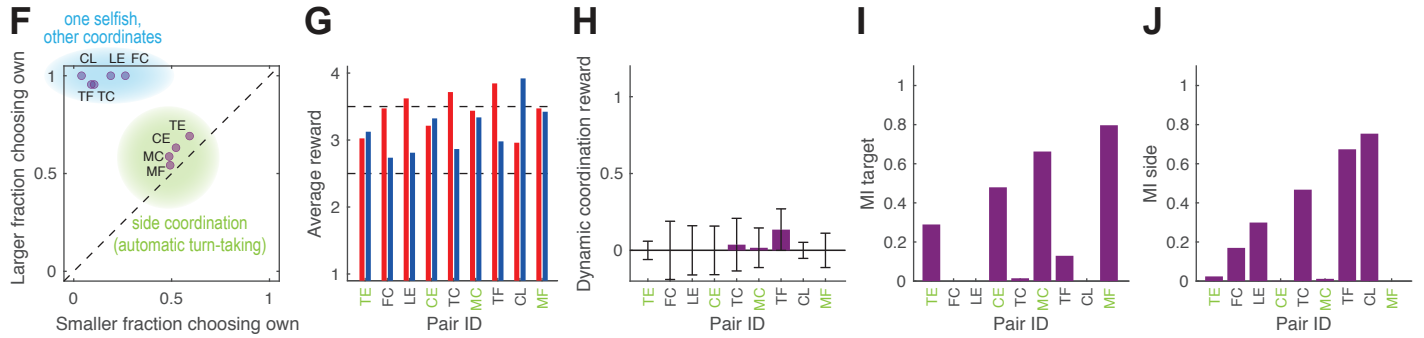 F
one selfish,
other coordinates
CL LE FC
TF TC
TE
CE
MC
MF
side coordination
(automatic turn-taking)
1
0.5
0
0 0.5 1
Larger fraction choosing own
Smaller fraction choosing own
G
4
3
2
1
Average reward
TE FC LE CE TC MC TF CL MF
Pair ID
H
1
0.5
0
Dynamic coordination reward
TE FC LE CE TC MC TF CL MF
Pair ID
I
1
0.8
0.6
0.4
0.2
0
MI target
TE FC LE CE TC MC TF CL MF
Pair ID
J
1
0.8
0.6
0.4
0.2
0
MI side
TE FC LE CE TC MC TF CL MF
Pair ID